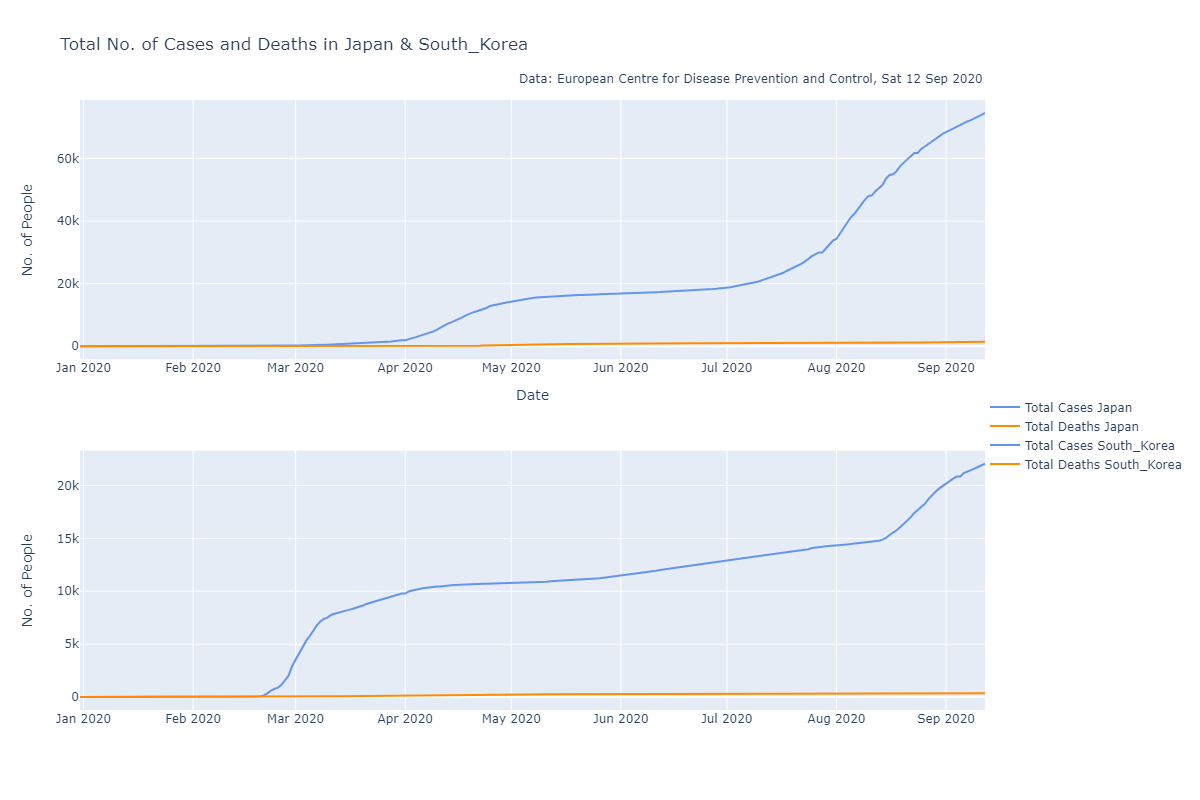 Total No. of Cases and Deaths in Japan & South_Korea
Data: European Centre for Disease Prevention and Control, Sat 12 Sep 2020
No. of People
60k
40k
20k
0
Jan 2020 Feb 2020 Mar 2020 Apr 2020 May 2020 Jun 2020 Jul 2020 Aug 2020 Sep 2020
Date
Total Cases Japan
Total Deaths Japan
Total Cases South_Korea
Total Deaths South_Korea
No. of People
20k
15k
10k
5k
0
Jan 2020 Feb 2020 Mar 2020 Apr 2020 May 2020 Jun 2020 Jul 2020 Aug 2020 Sep 2020